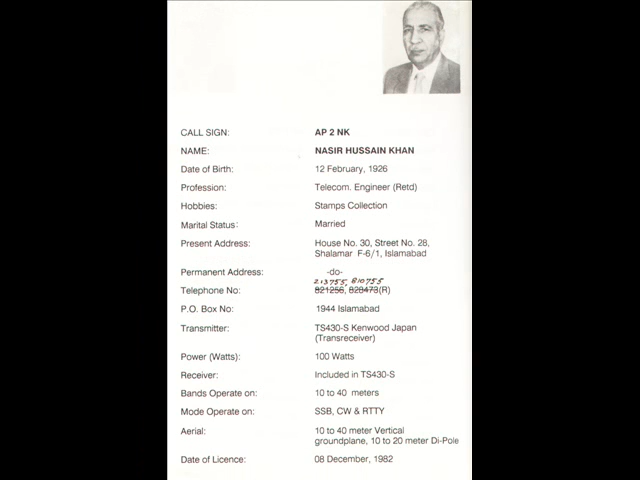 CALL SIGN: AP 2 NK
NAME: NASIR HUSSAIN KHAN
Date of Birth: 12 February, 1926
Profession: Telecom. Engineer (Retd)
Hobbies: Stamps Collection
Marital Status: Married
Present Address: House No. 30, Street No. 28,
Shalamar F-6/1, Islamabad
Permanent Address: -do-
213755, 810755
Telephone No: 821256, 828473(R)
P.O. Box No: 1944 Islamabad
Transmitter: TS430-S Kenwood Japan
(Transreceiver)
Power (Watts): 100 Watts
Receiver: Included in TS430-S
Bands Operate on: 10 to 40 meters
Mode Operate on: SSB, CW & RTTY
Aerial: 10 to 40 meter Vertical
groundplane, 10 to 20 meter Di-Pole
Date of Licence: 08 December, 1982